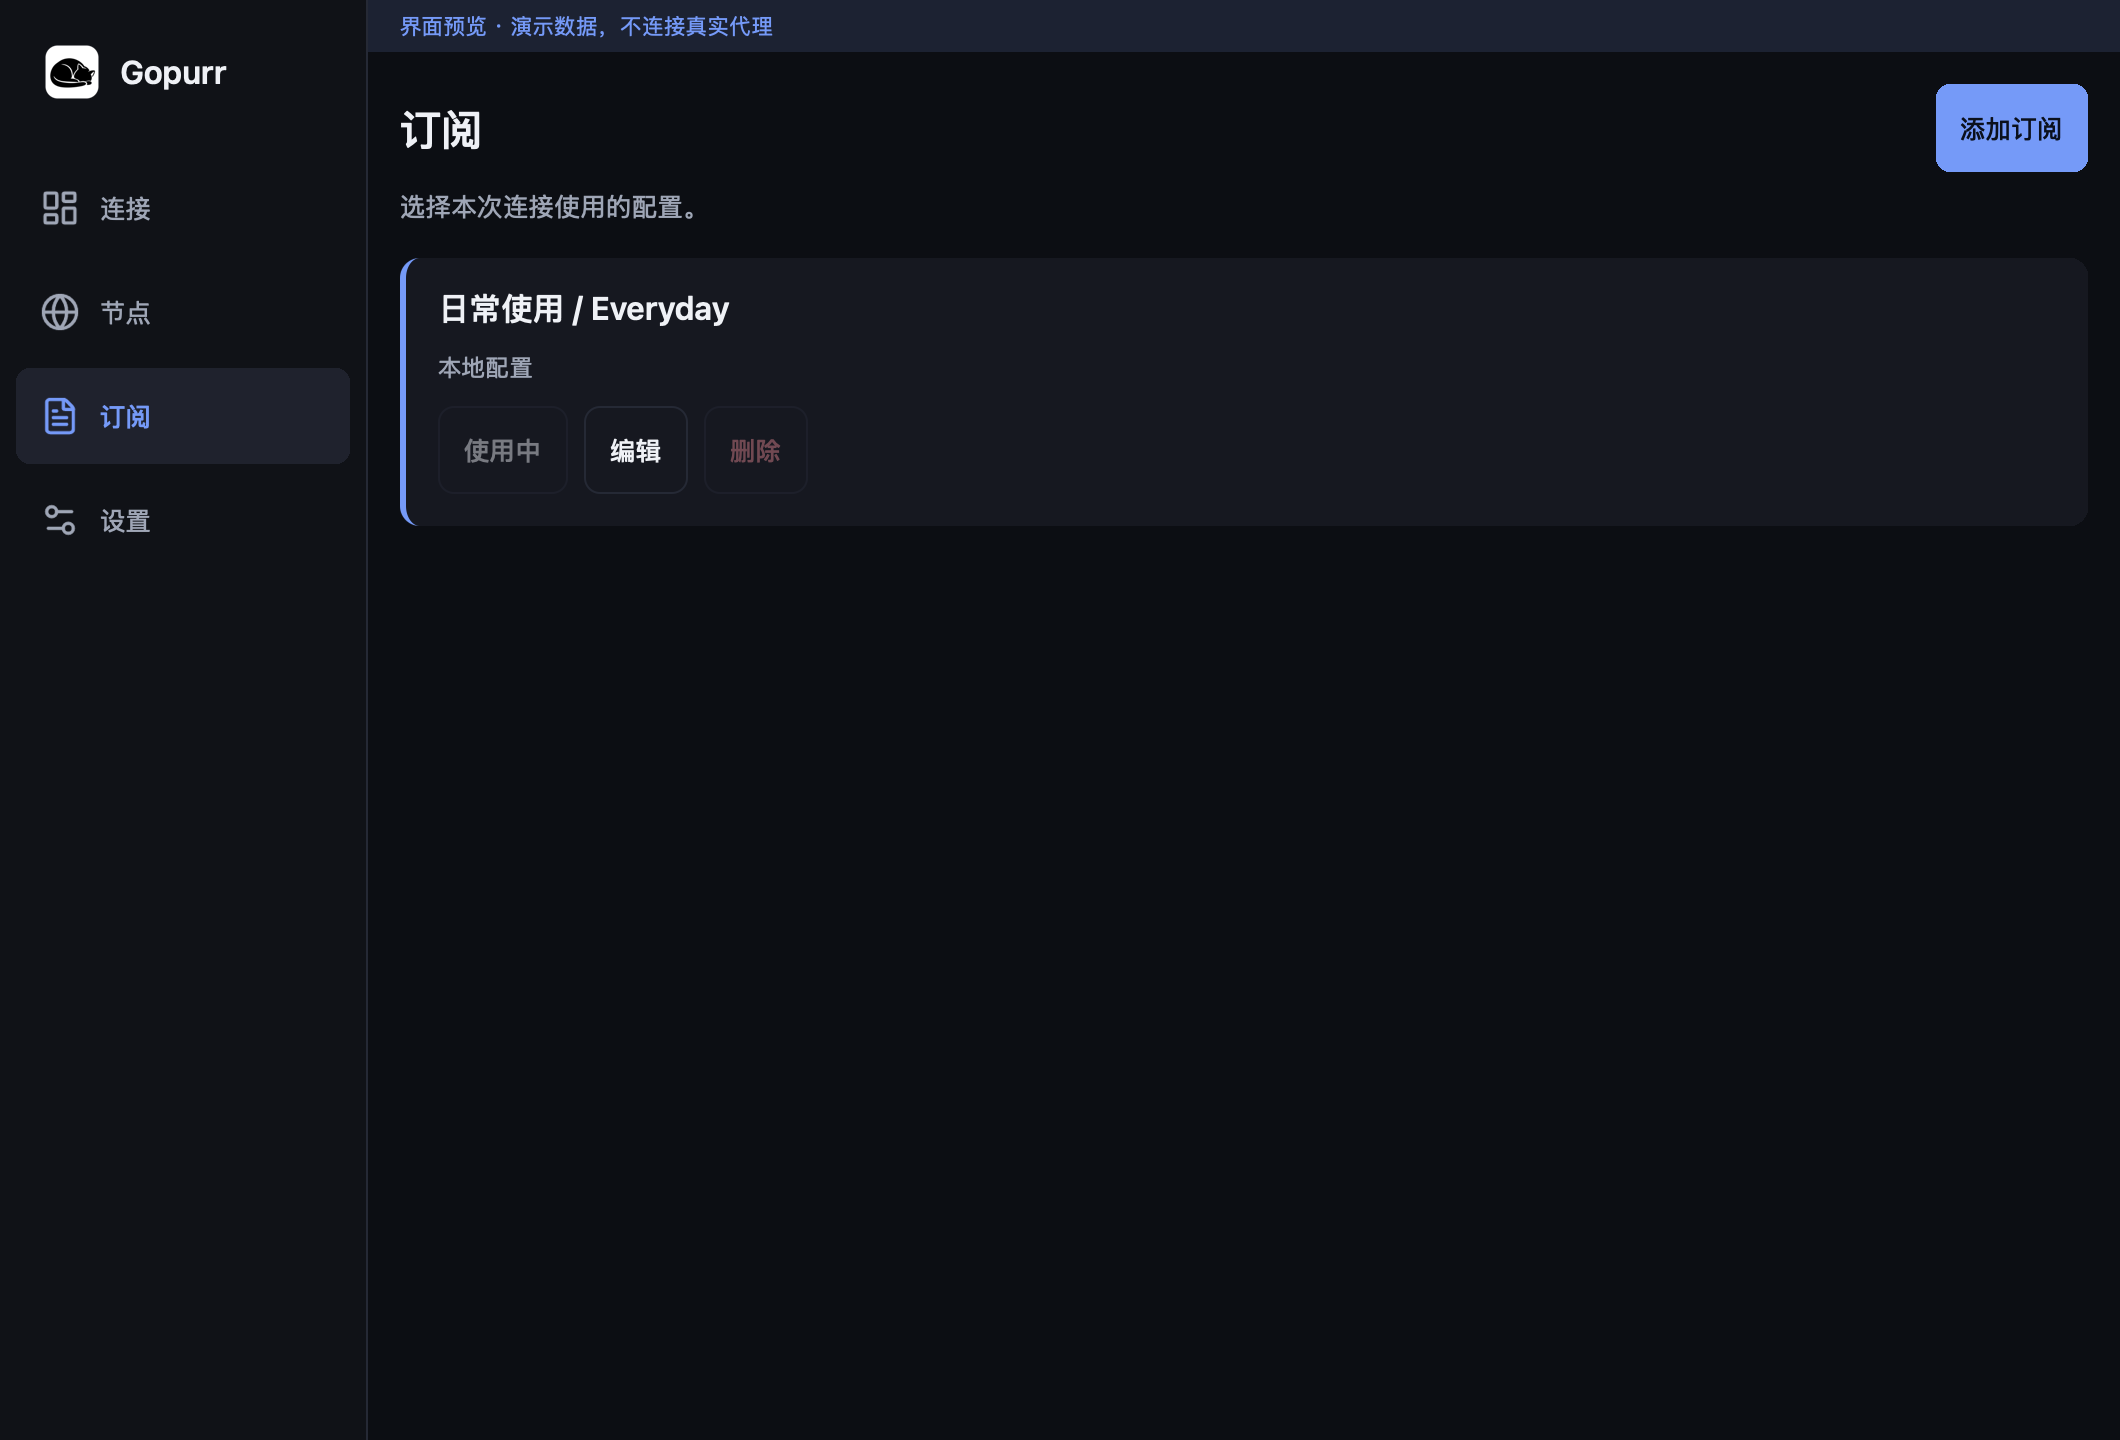 Gopurr
连接
节点
订阅
设置
界面预览 · 演示数据，不连接真实代理
订阅
添加订阅
选择本次连接使用的配置。
日常使用 / Everyday
本地配置
使用中
编辑
删除